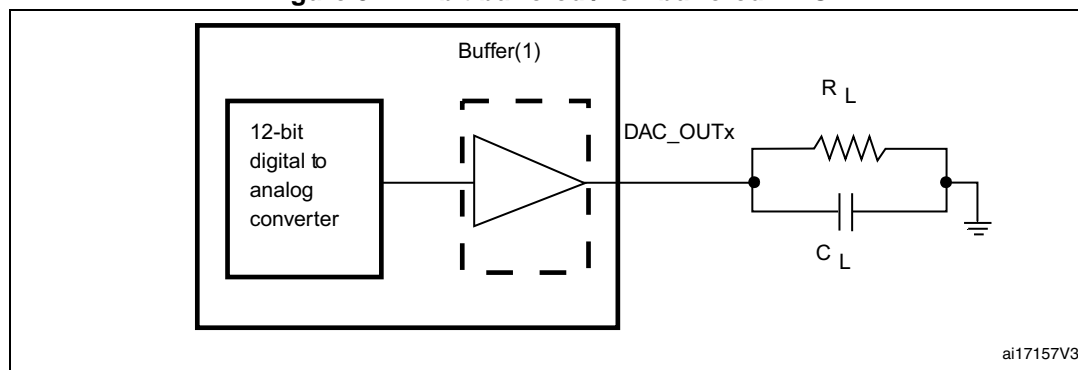 Buffer(1)
12-bit
digital to
analog
converter
DAC_OUTx
R L
C L
ai17157V3